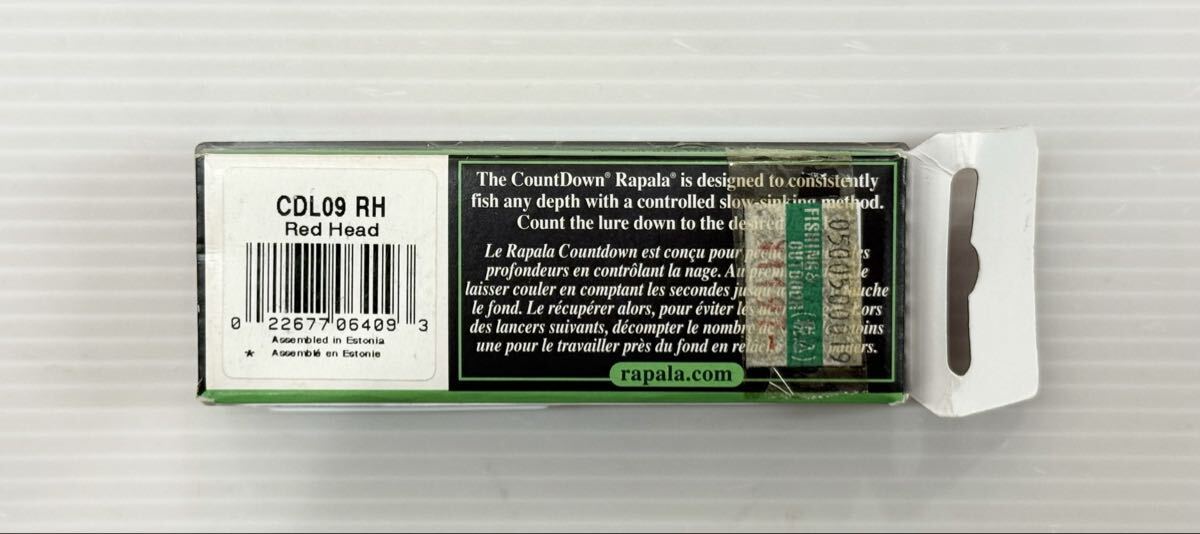 CDL09 RH
Red Head
0 22677 06409 3
Assembled in Estonia
* Assemblé en Estonie
The CountDown® Rapala® is designed to consistently
fish any depth with a controlled slow-sinking method.
Count the lure down to the desired
Le Rapala Countdown est conçu pour
profondeurs en contrôlant la nage. Au
laisser couler en comptant les secondes
le fond. Le récupérer alors, pour éviter les
des lancers suivants, décompter le nombre
une pour le travailler près du fond en
rapala.com
FISHING &
OUTDOOR